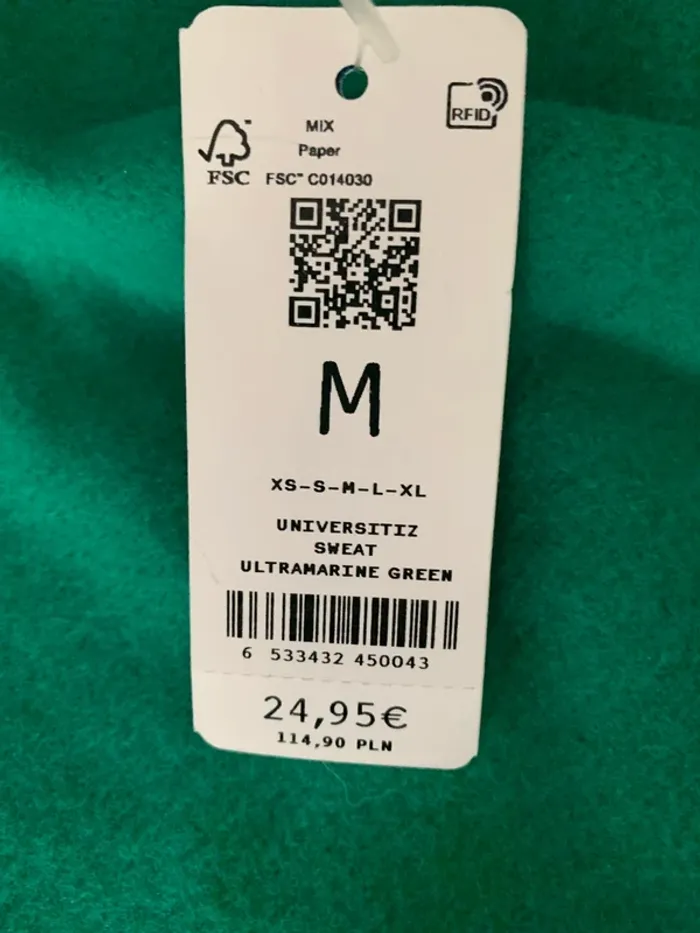 RFID
MIX
Paper
FSC™ C014030
FSC™
M
XS-S-M-L-XL
UNIVERSITIZ
SWEAT
ULTRAMARINE GREEN
6 533432 450043
24,95€
114,90 PLN